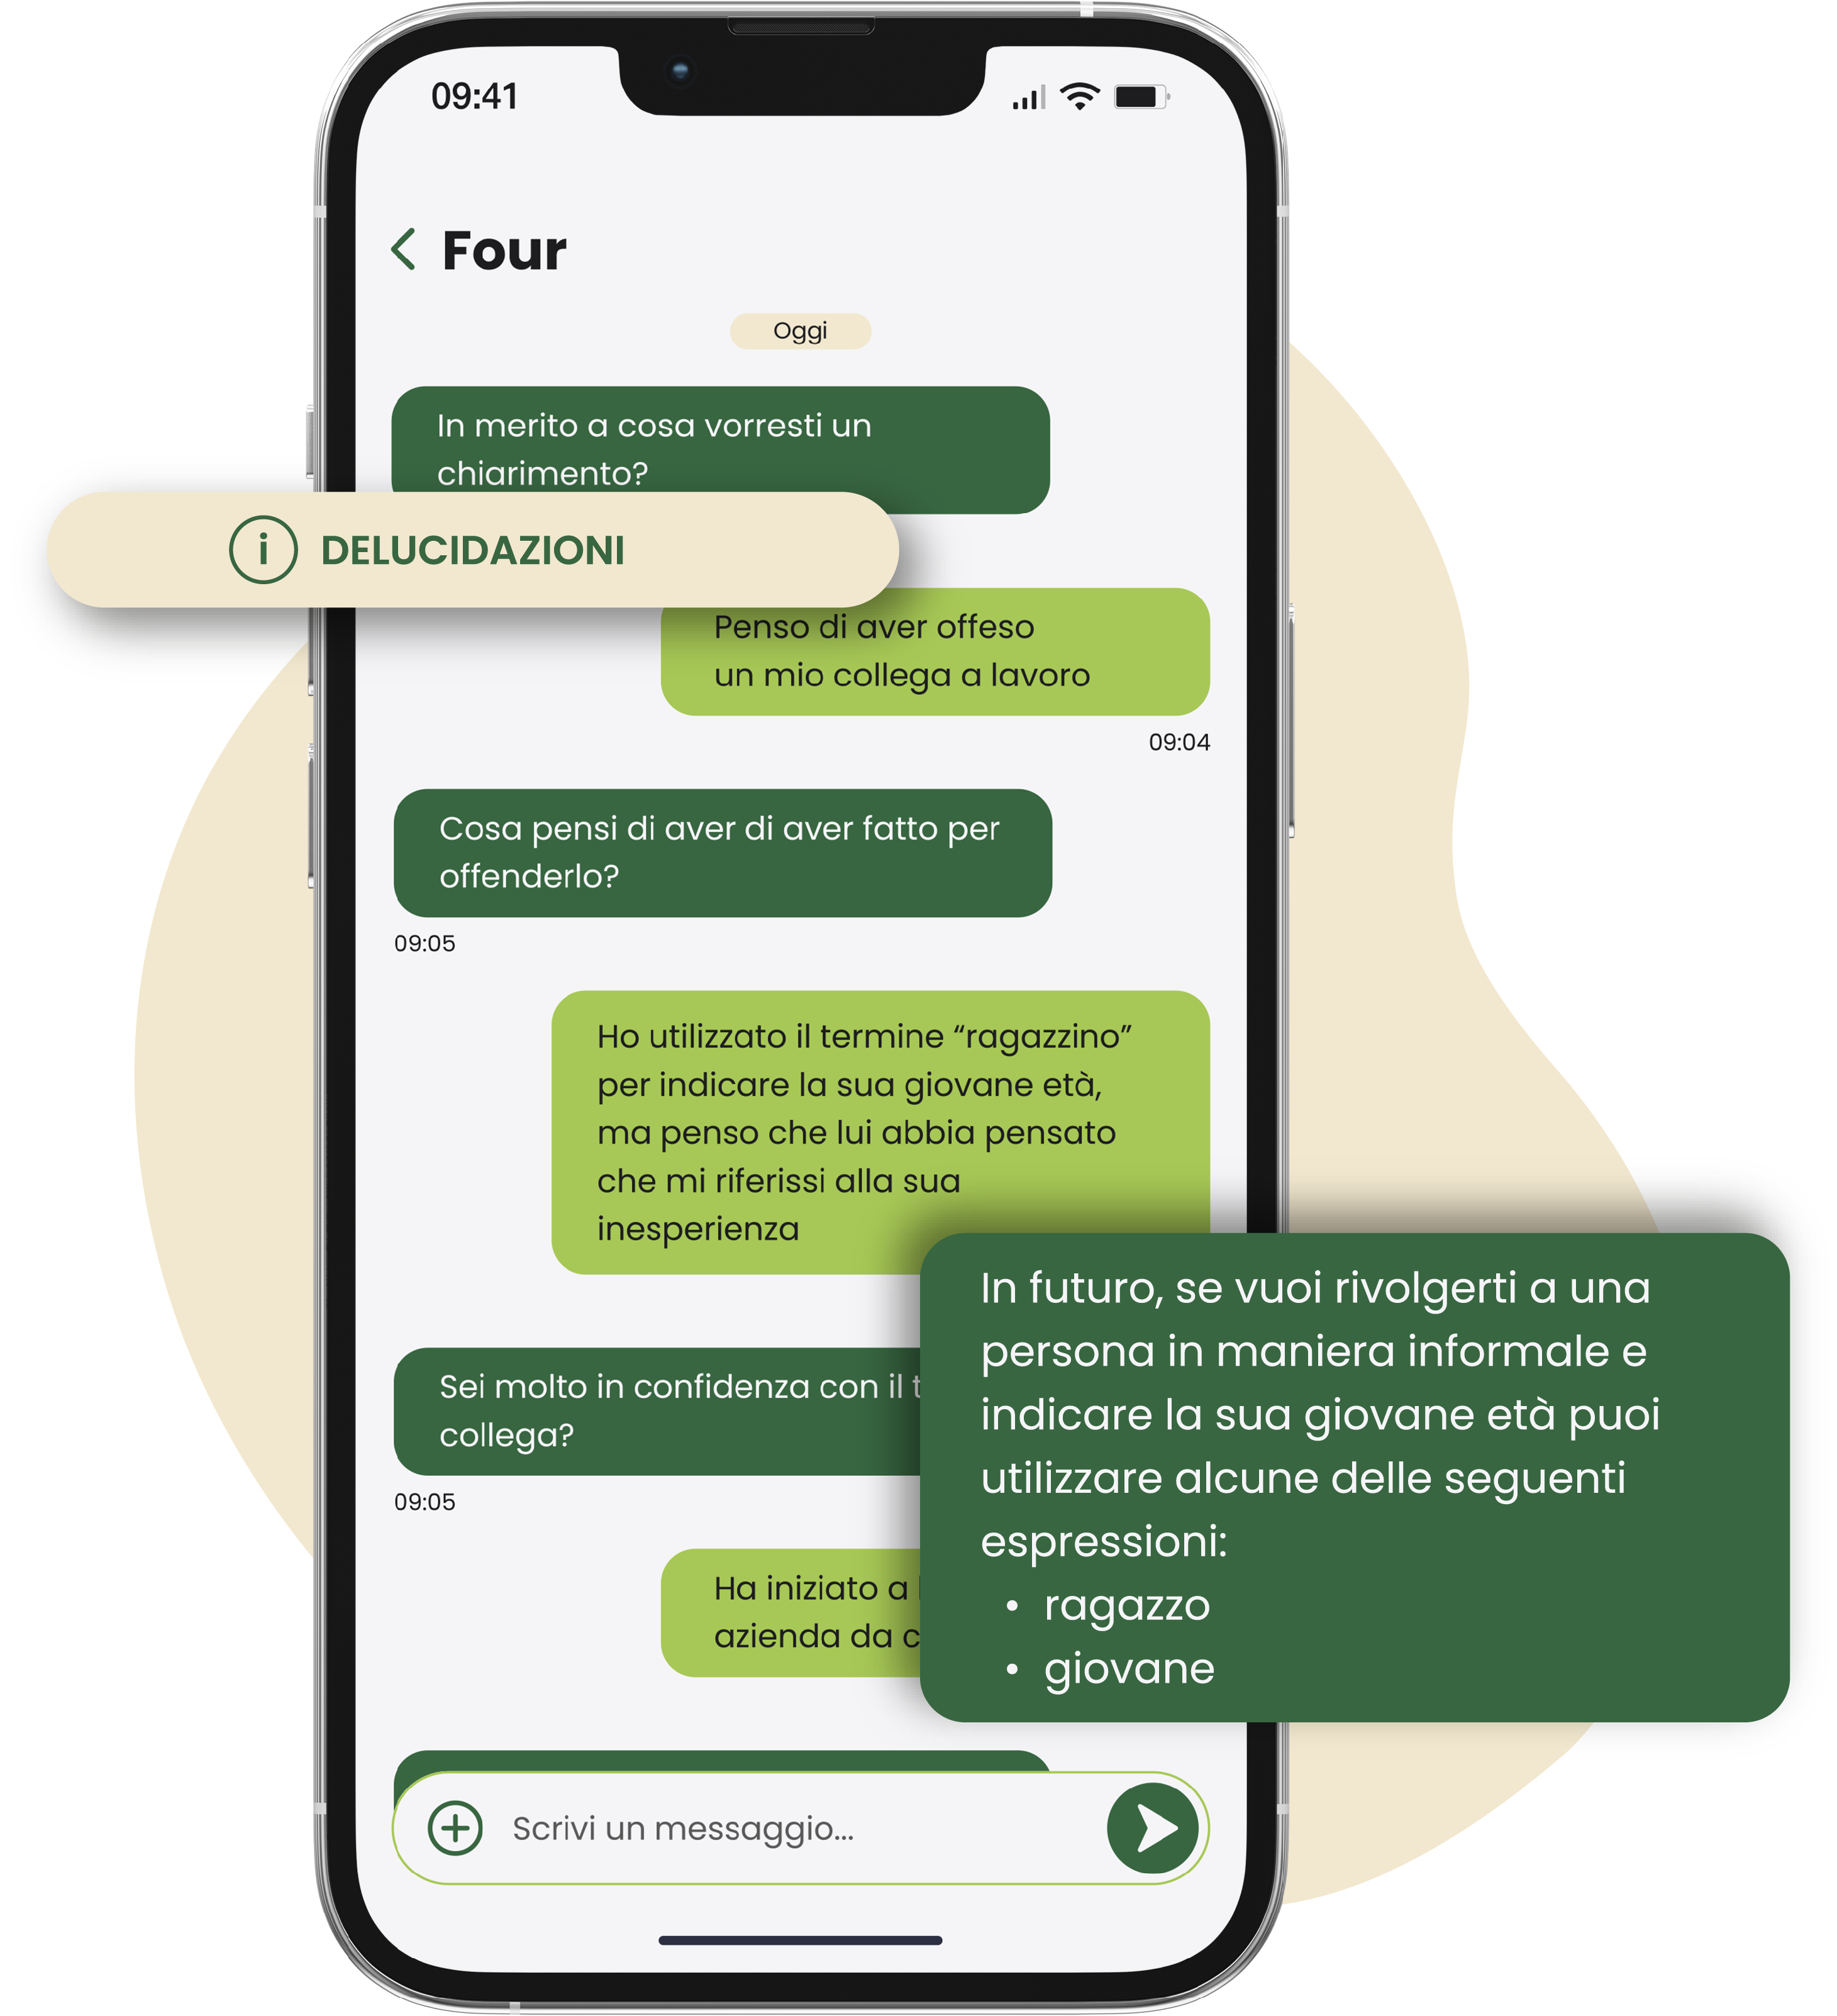 09:41
Four
Oggi
In merito a cosa vorresti un
chiarimento?
i DELUCIDAZIONI
Penso di aver offeso
un mio collega a lavoro
09:04
Cosa pensi di aver di aver fatto per
offenderlo?
09:05
Ho utilizzato il termine “ragazzino”
per indicare la sua giovane età,
ma penso che lui abbia pensato
che mi riferissi alla sua
inesperienza
Sei molto in confidenza con il
collega?
09:05
Ha iniziato a
azienda da
In futuro, se vuoi rivolgerti a una
persona in maniera informale e
indicare la sua giovane età puoi
utilizzare alcune delle seguenti
espressioni:
• ragazzo
• giovane
Scrivi un messaggio...